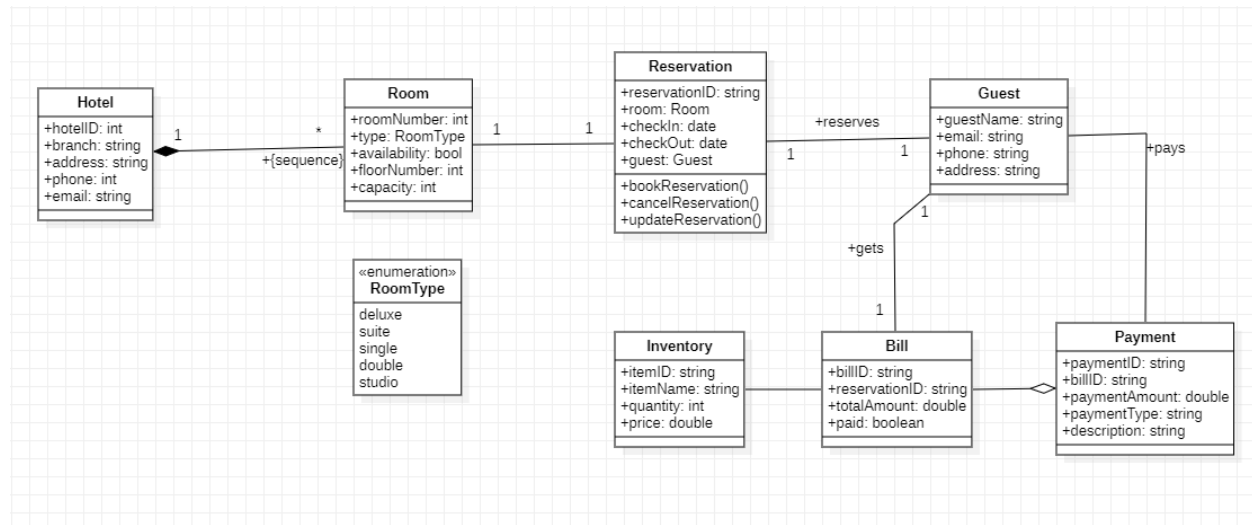 Hotel
+hotelID: int
+branch: string
+address: string
+phone: int
+email: string
1
*
+{sequence}
Room
+roomNumber: int
+type: RoomType
+availability: bool
+floorNumber: int
+capacity: int
1
1
Reservation
+reservationID: string
+room: Room
+checkIn: date
+checkOut: date
+guest: Guest
+bookReservation()
+cancelReservation()
+updateReservation()
+reserves
1
1
Guest
+guestName: string
+email: string
+phone: string
+address: string
+pays
1
+gets
1
«enumeration»
RoomType
deluxe
suite
single
double
studio
Inventory
+itemID: string
+itemName: string
+quantity: int
+price: double
Bill
+billID: string
+reservationID: string
+totalAmount: double
+paid: boolean
Payment
+paymentID: string
+billID: string
+paymentAmount: double
+paymentType: string
+description: string